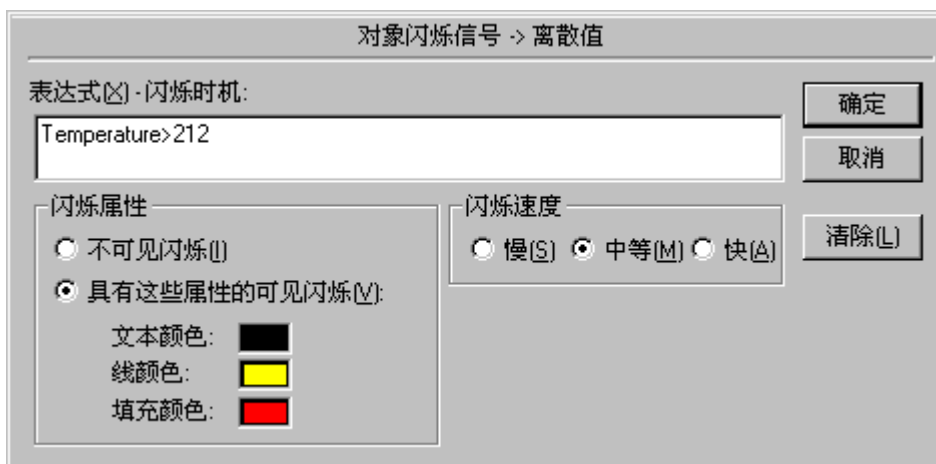 对象闪烁信号 -> 离散值
表达式(X) - 闪烁时机:
Temperature>212
确定
取消
清除(L)
闪烁属性
不可见闪烁(I)
具有这些属性的可见闪烁(V):
文本颜色:
线颜色:
填充颜色:
闪烁速度
慢(S) 中等(M) 快(A)